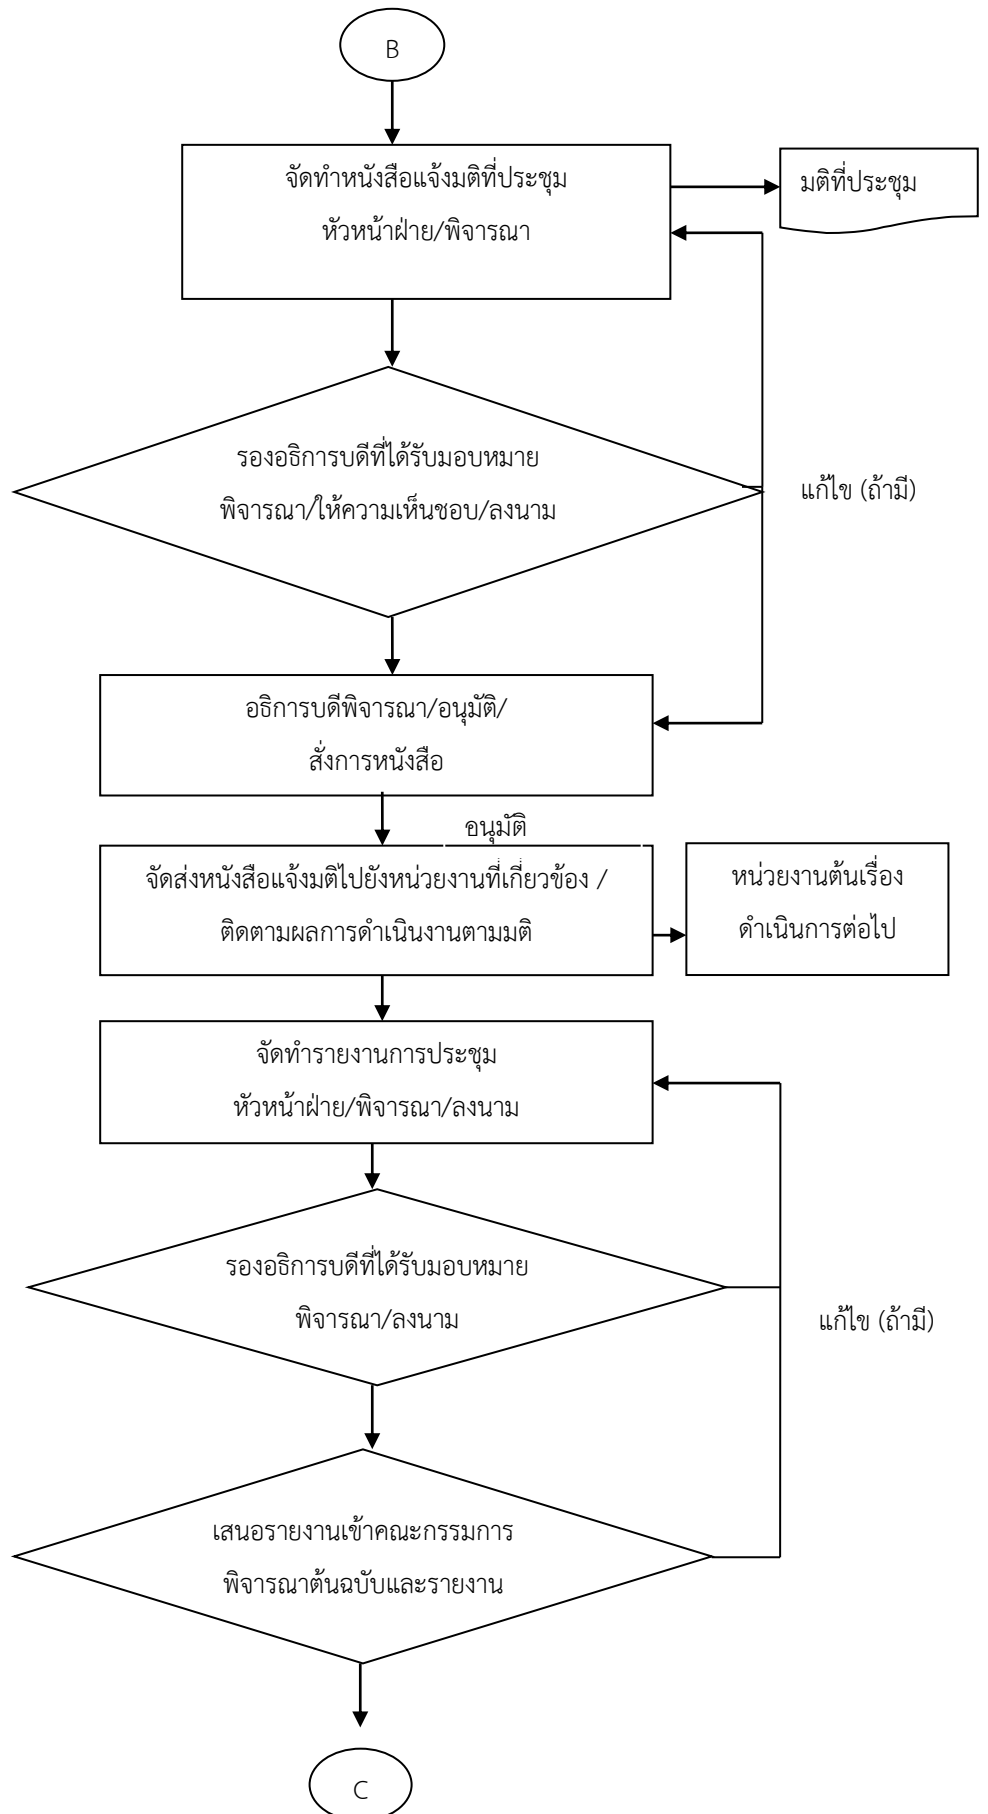 B
จัดทำหนังสือแจ้งมติที่ประชุม
หัวหน้าฝ่าย/พิจารณา
มติที่ประชุม
รองอธิการบดีที่ได้รับมอบหมาย
พิจารณา/ให้ความเห็นชอบ/ลงนาม
แก้ไข (ถ้ามี)
อธิการบดีพิจารณา/อนุมัติ/
สั่งการหนังสือ
อนุมัติ
จัดส่งหนังสือแจ้งมติไปยังหน่วยงานที่เกี่ยวข้อง /
ติดตามผลการดำเนินงานตามมติ
หน่วยงานต้นเรื่อง
ดำเนินการต่อไป
จัดทำรายงานการประชุม
หัวหน้าฝ่าย/พิจารณา/ลงนาม
รองอธิการบดีที่ได้รับมอบหมาย
พิจารณา/ลงนาม
แก้ไข (ถ้ามี)
เสนอรายงานเข้าคณะกรรมการ
พิจารณาต้นฉบับและรายงาน
C